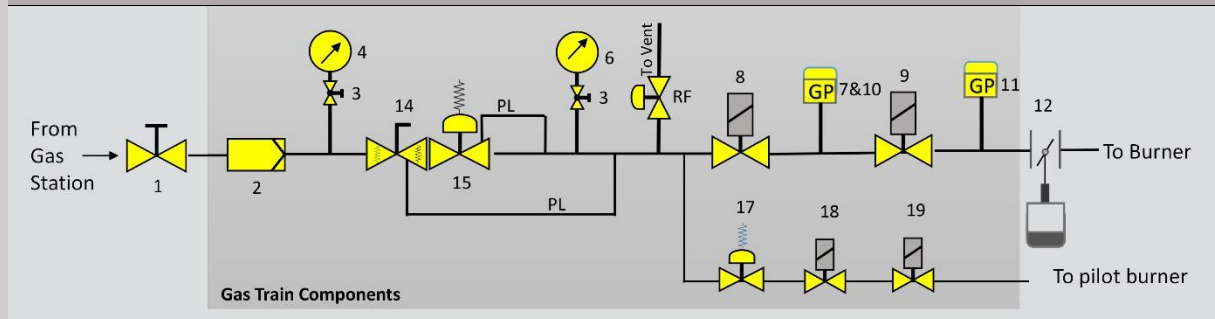 From
Gas
Station
1
2
4
3
14
15
PL
PL
6
3
To Vent
RF
8
GP
7&10
9
GP
11
12
To Burner
17
18
19
To pilot burner
Gas Train Components